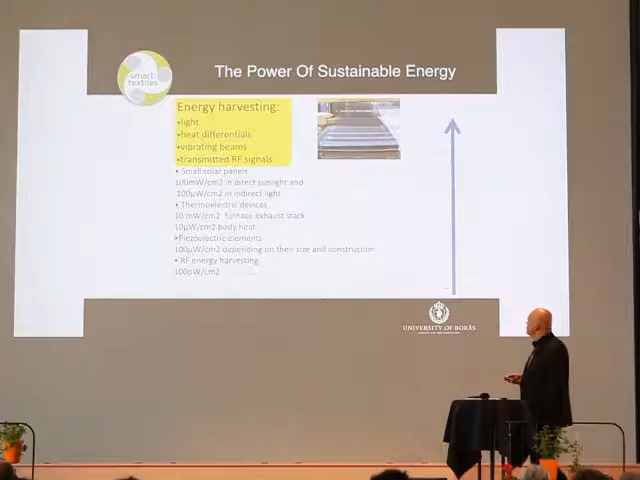 The Power Of Sustainable Energy
smart
textiles
Energy harvesting:
•light
•heat differentials
•vibrating beams
•transmitted RF signals
• Small solar panels
100mW/cm2 in direct sunlight and
100µW/cm2 in indirect light
• Thermoelectric devices
10 mW/cm2 furnace exhaust stack
10µW/cm2 body heat
•Piezoelectric elements
100µW/cm2 depending on their size and construction
• RF energy harvesting
100pW/cm2
UNIVERSITY OF BORÅS